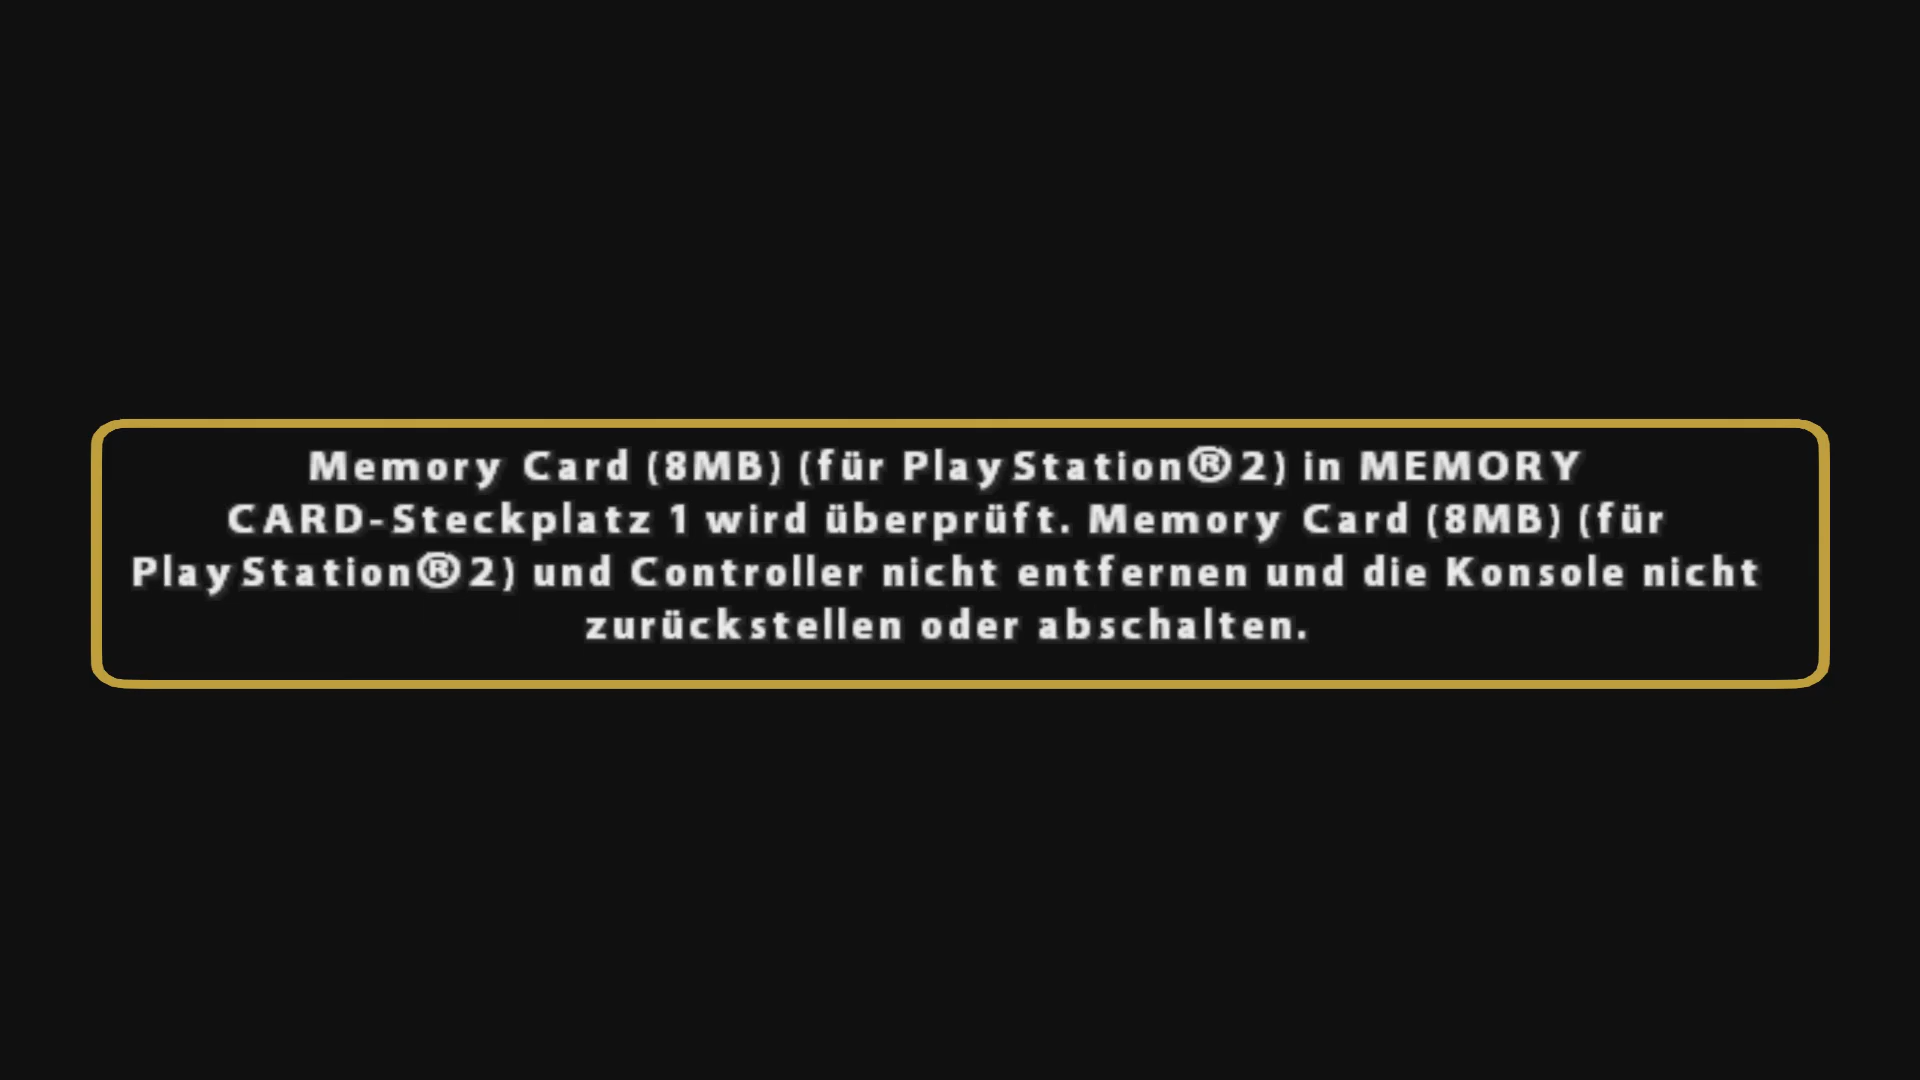 Memory Card (8MB) (für PlayStation®2) in MEMORY
CARD-Steckplatz 1 wird überprüft. Memory Card (8MB) (für
PlayStation®2) und Controller nicht entfernen und die Konsole nicht
zurückstellen oder abschalten.